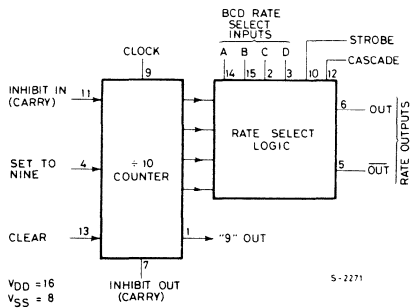 BCD RATE
SELECT
INPUTS
A B C D
STROBE
CASCADE
CLOCK
9
14 15 2 3 10 12
INHIBIT IN
(CARRY)
11
6 OUT
SET TO
NINE
4
÷10
COUNTER
RATE SELECT
LOGIC
5 OUT
RATE OUTPUTS
CLEAR
13
1 "9" OUT
7
INHIBIT OUT
(CARRY)
VDD =16
VSS = 8
S-2271